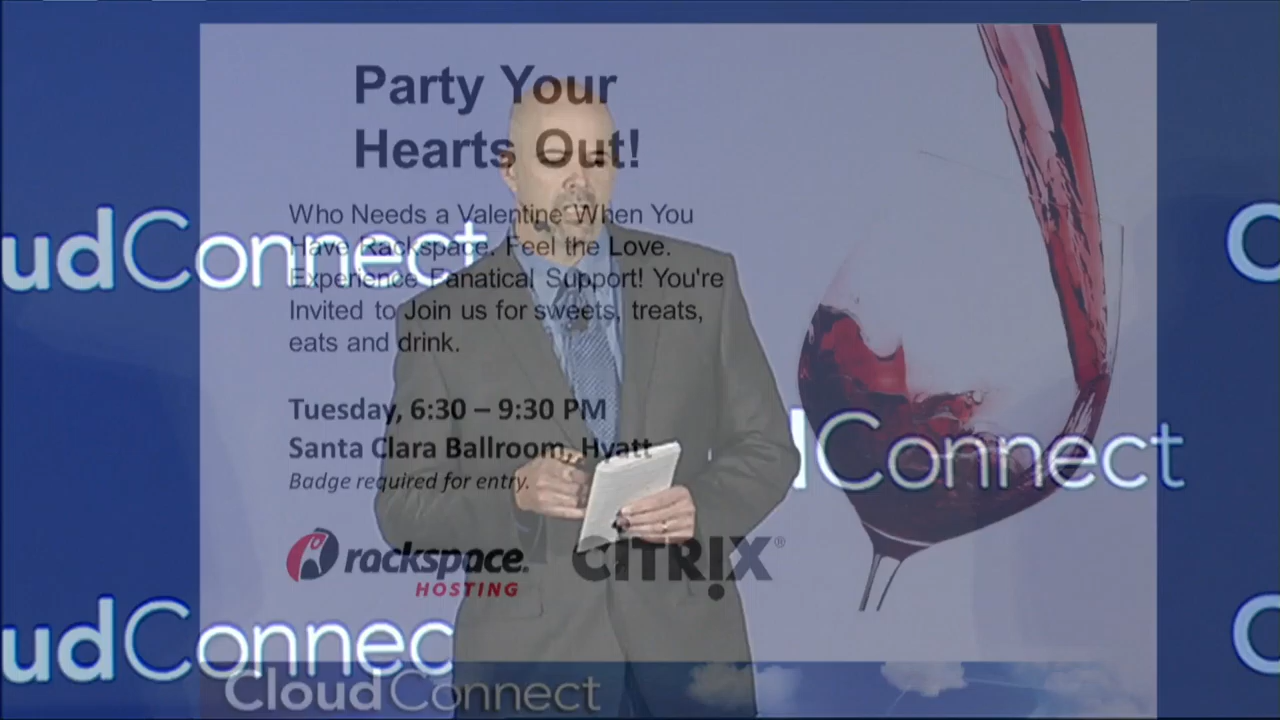 Party Your
Hearts Out!
Who Needs a Valentine When You
Have Rackspace. Feel the Love.
Experience Fanatical Support! You're
Invited to Join us for sweets, treats,
eats and drink.
Tuesday, 6:30 – 9:30 PM
Santa Clara Ballroom, Hyatt
Badge required for entry.
rackspace.
HOSTING
CITRIX®
udConnect
C
dConnect
udConnec
C
CloudConnect